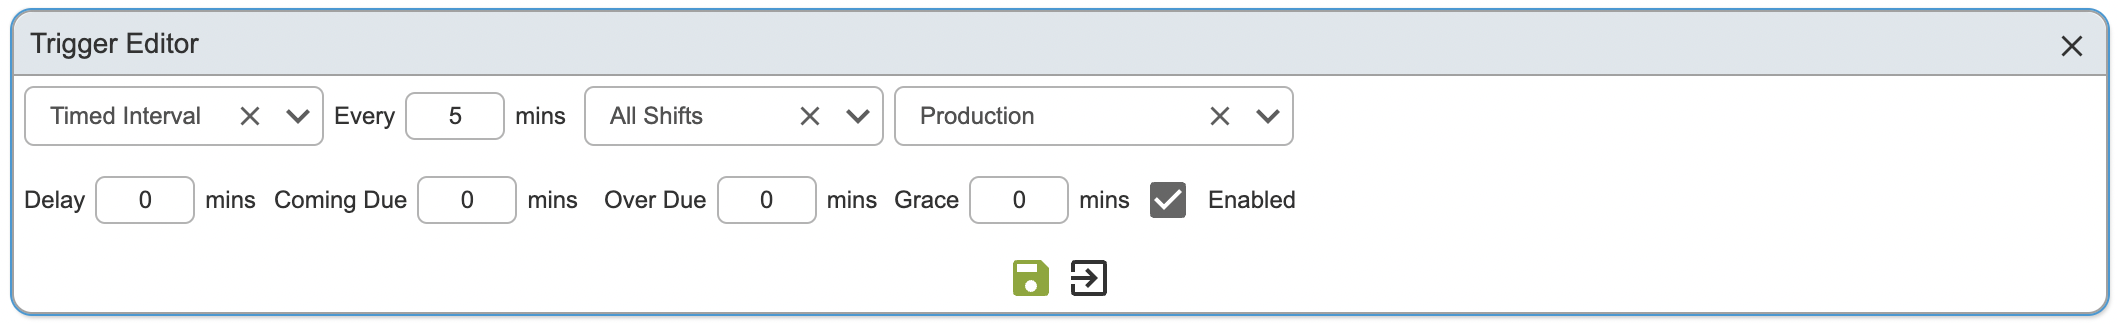 Trigger Editor
Timed Interval Every 5 mins All Shifts Production
Delay 0 mins Coming Due 0 mins Over Due 0 mins Grace 0 mins Enabled